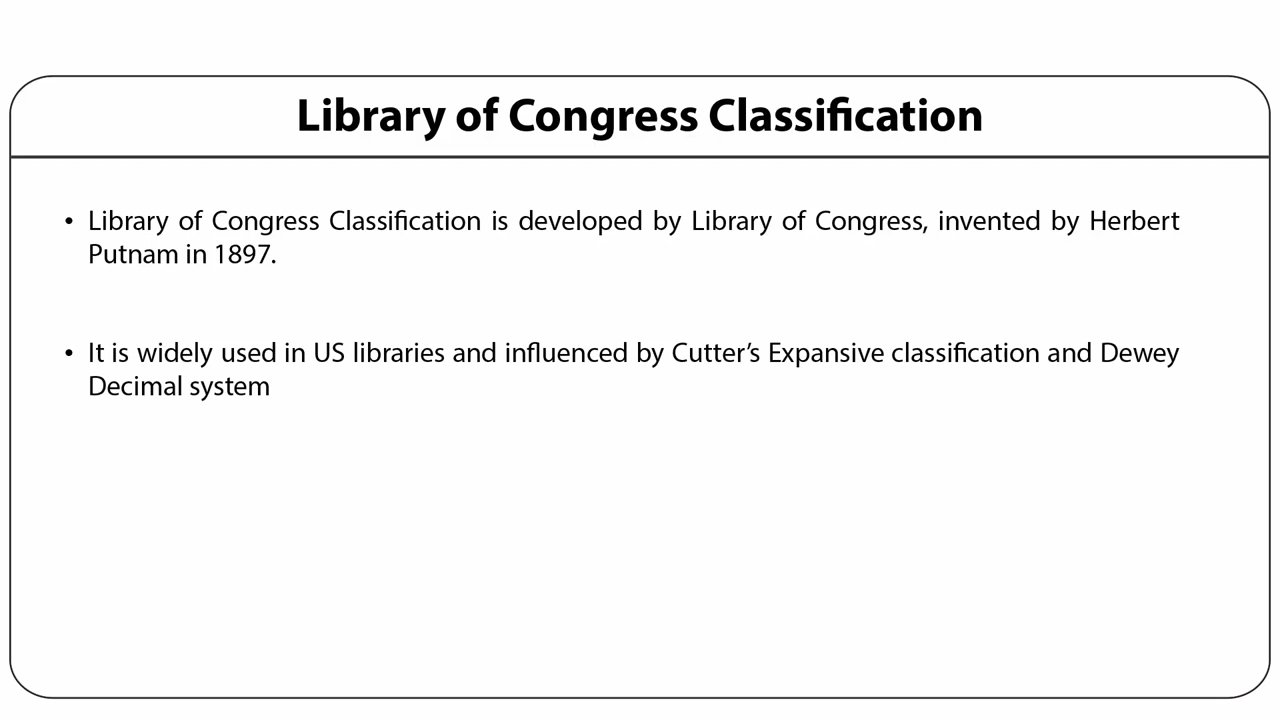 Library of Congress Classification
• Library of Congress Classification is developed by Library of Congress, invented by Herbert
Putnam in 1897.
• It is widely used in US libraries and influenced by Cutter’s Expansive classification and Dewey
Decimal system